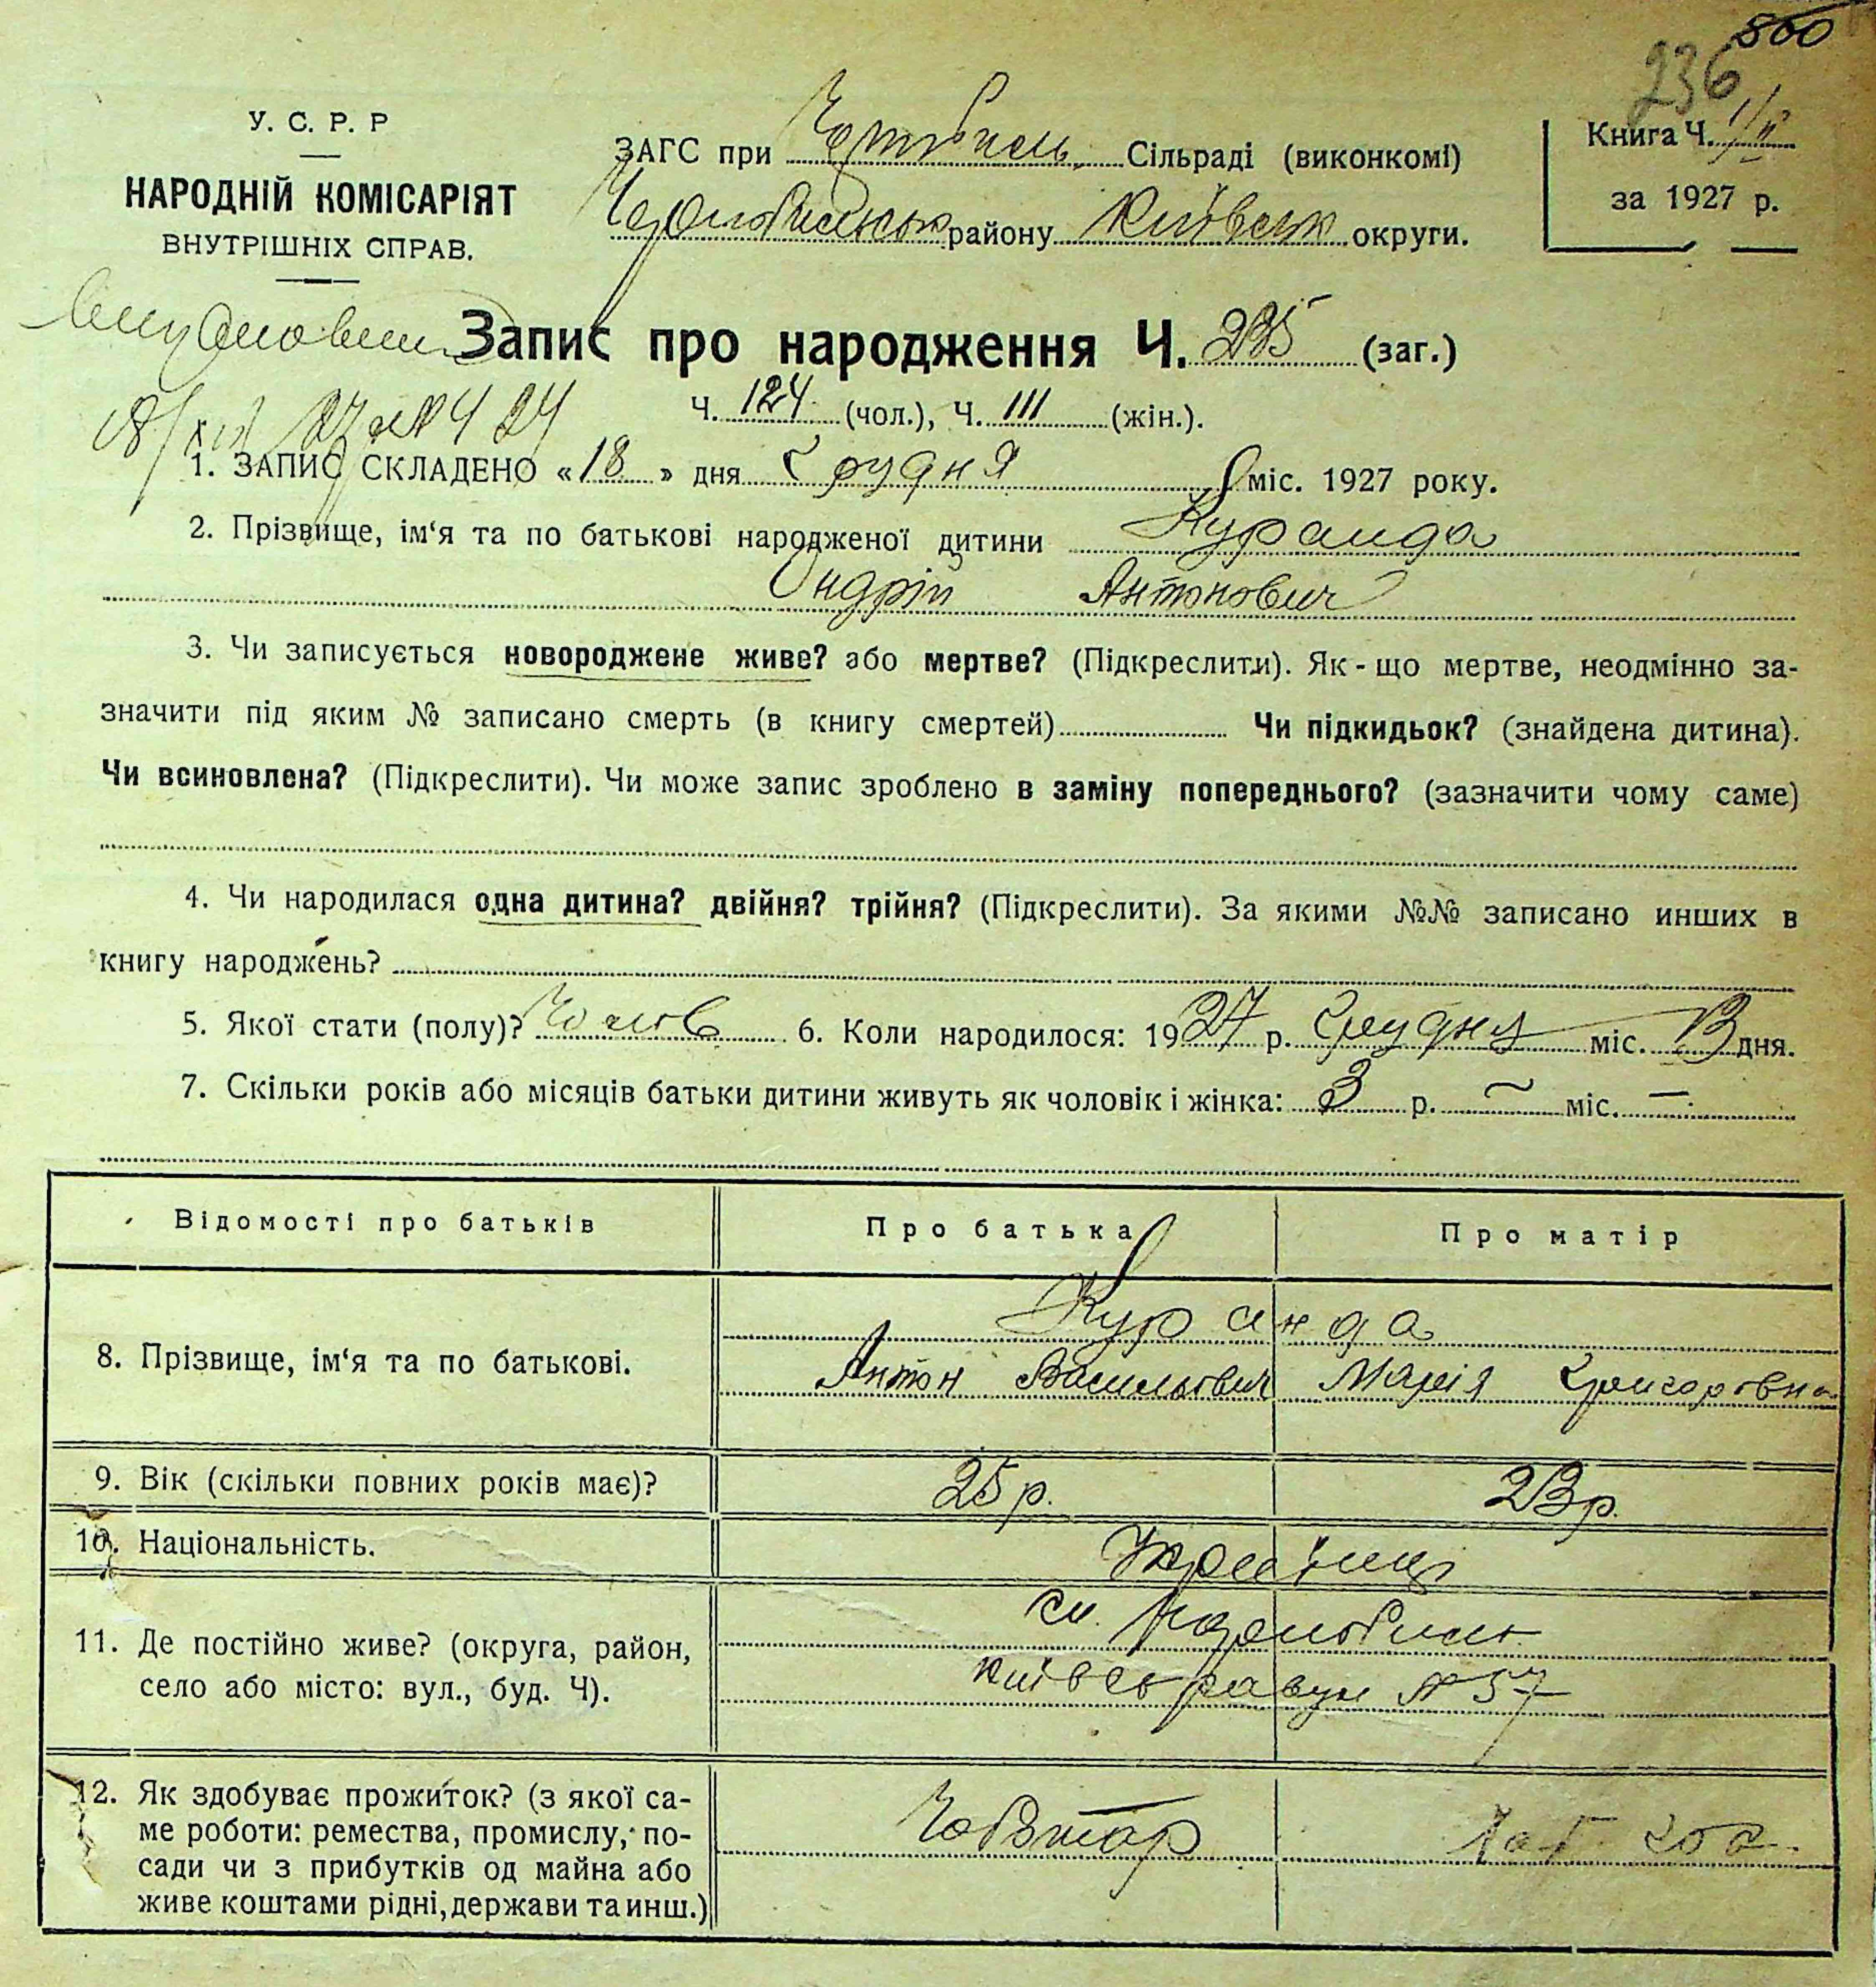 800
236
У. С. Р. Р
НАРОДНІЙ КОМІСАРІЯТ
ВНУТРІШНІХ СПРАВ.
ЗАГС при Сільраді (виконкомі)
району Київськ округи.
Книга Ч.
за 1927 р.
Запис про народження Ч. 235 (заг.)
Ч. 124 (чол.), Ч. 111 (жін.).
1. ЗАПИС СКЛАДЕНО «18» дня Грудня міс. 1927 року.
2. Прізвище, ім‘я та по батькові народженої дитини Куранда
Ондрій Антонович
3. Чи записується новороджене живе? або мертве? (Підкреслити). Як-що мертве, неодмінно за-
значити під яким № записано смерть (в книгу смертей) Чи підкидьок? (знайдена дитина).
Чи всиновлена? (Підкреслити). Чи може запис зроблено в заміну попереднього? (зазначити чому саме)
4. Чи народилася одна дитина? двійня? трійня? (Підкреслити). За якими №№ записано инших в
книгу народжень?
5. Якої стати (полу)? 6. Коли народилося: 1927 р. Грудня міс. 13 дня.
7. Скільки років або місяців батьки дитини живуть як чоловік і жінка: 3 р. — міс. —
Відомості про батьків Про батька Про матір
8. Прізвище, ім‘я та по батькові. Куранда
Антон Васильович Марія Григоровна
9. Вік (скільки повних років має)? 25 р. 23 р.
10. Національність. Українці
11. Де постійно живе? (округа, район,
село або місто: вул., буд. Ч).
№ 57
12. Як здобуває прожиток? (з якої са-
ме роботи: ремества, промислу, по-
сади чи з прибутків од майна або
живе коштами рідні, держави та инш.)